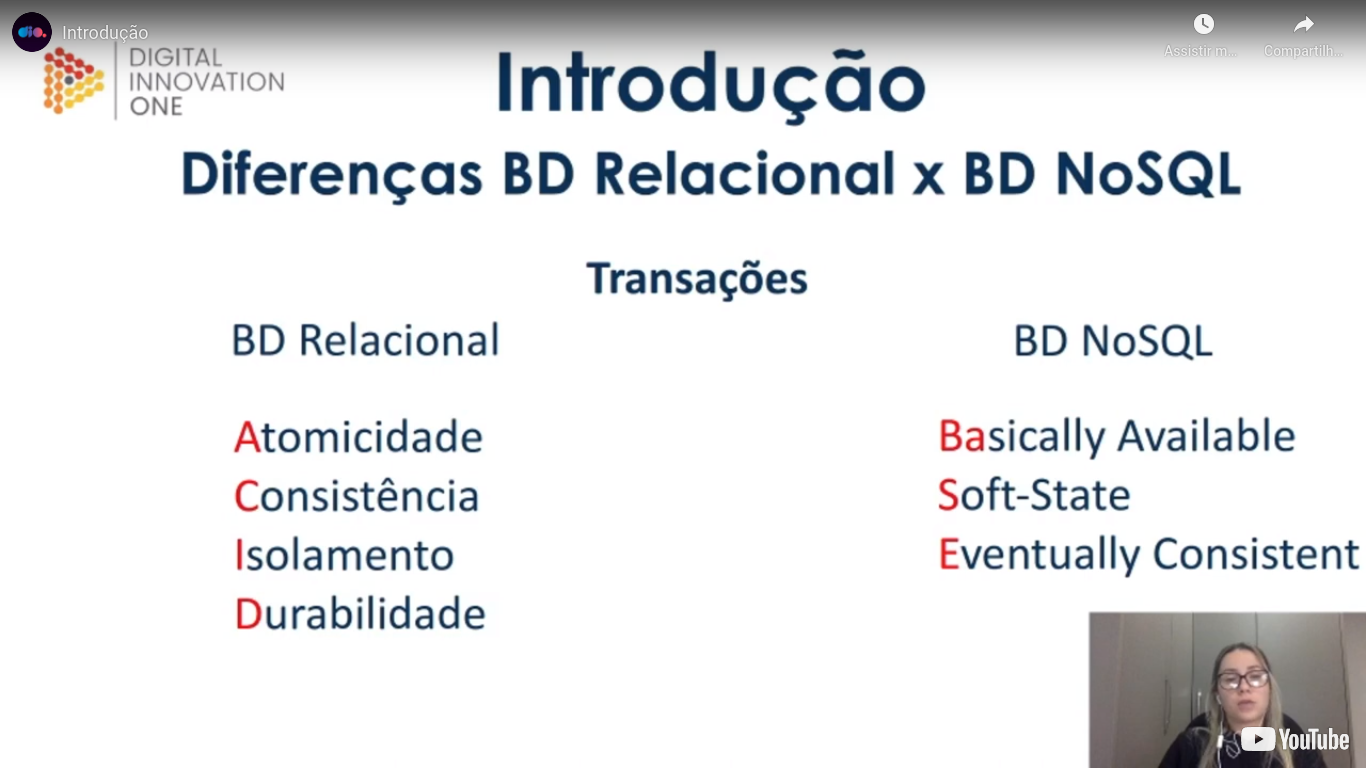 Introdução
Assistir m...
Compartilh...
DIGITAL
INNOVATION
ONE
Introdução
Diferenças BD Relacional x BD NoSQL
Transações
BD Relacional
BD NoSQL
Atomicidade
Consistência
Isolamento
Durabilidade
Basically Available
Soft-State
Eventually Consistent
YouTube